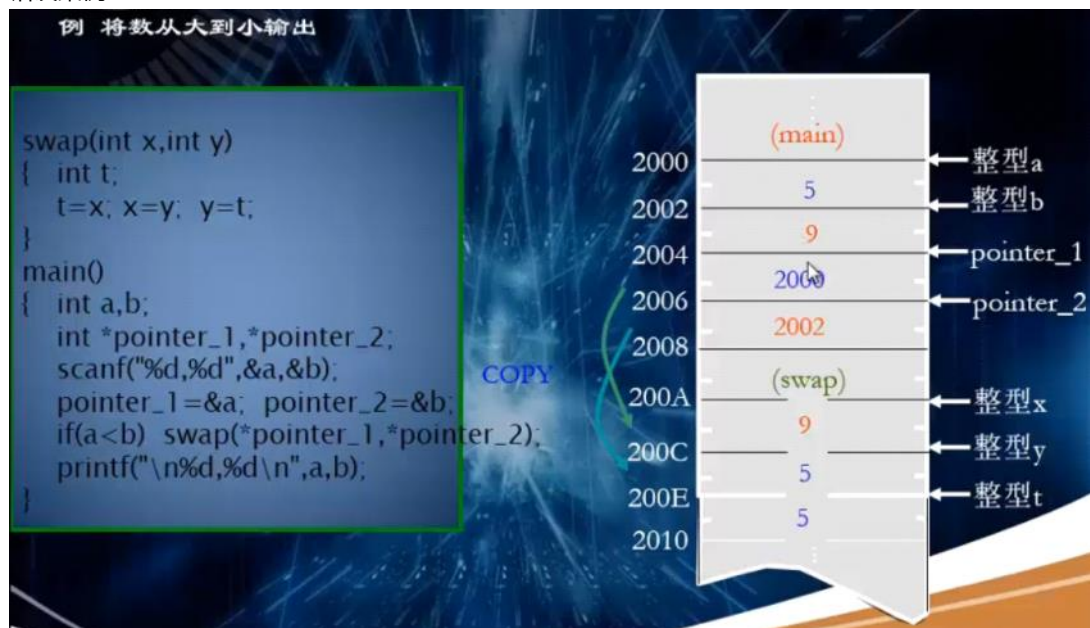 例 将数从大到小输出
swap(int x,int y)
{ int t;
t=x; x=y; y=t;
}
main()
{ int a,b;
int *pointer_1,*pointer_2;
scanf("%d,%d",&a,&b);
pointer_1=&a; pointer_2=&b;
if(a<b) swap(*pointer_1,*pointer_2);
printf("\n%d,%d\n",a,b);
}
COPY
2000
2002
2004
2006
2008
200A
200C
200E
2010
(main)
5
9
2000
2002
(swap)
9
5
5
整型a
整型b
pointer_1
pointer_2
整型x
整型y
整型t